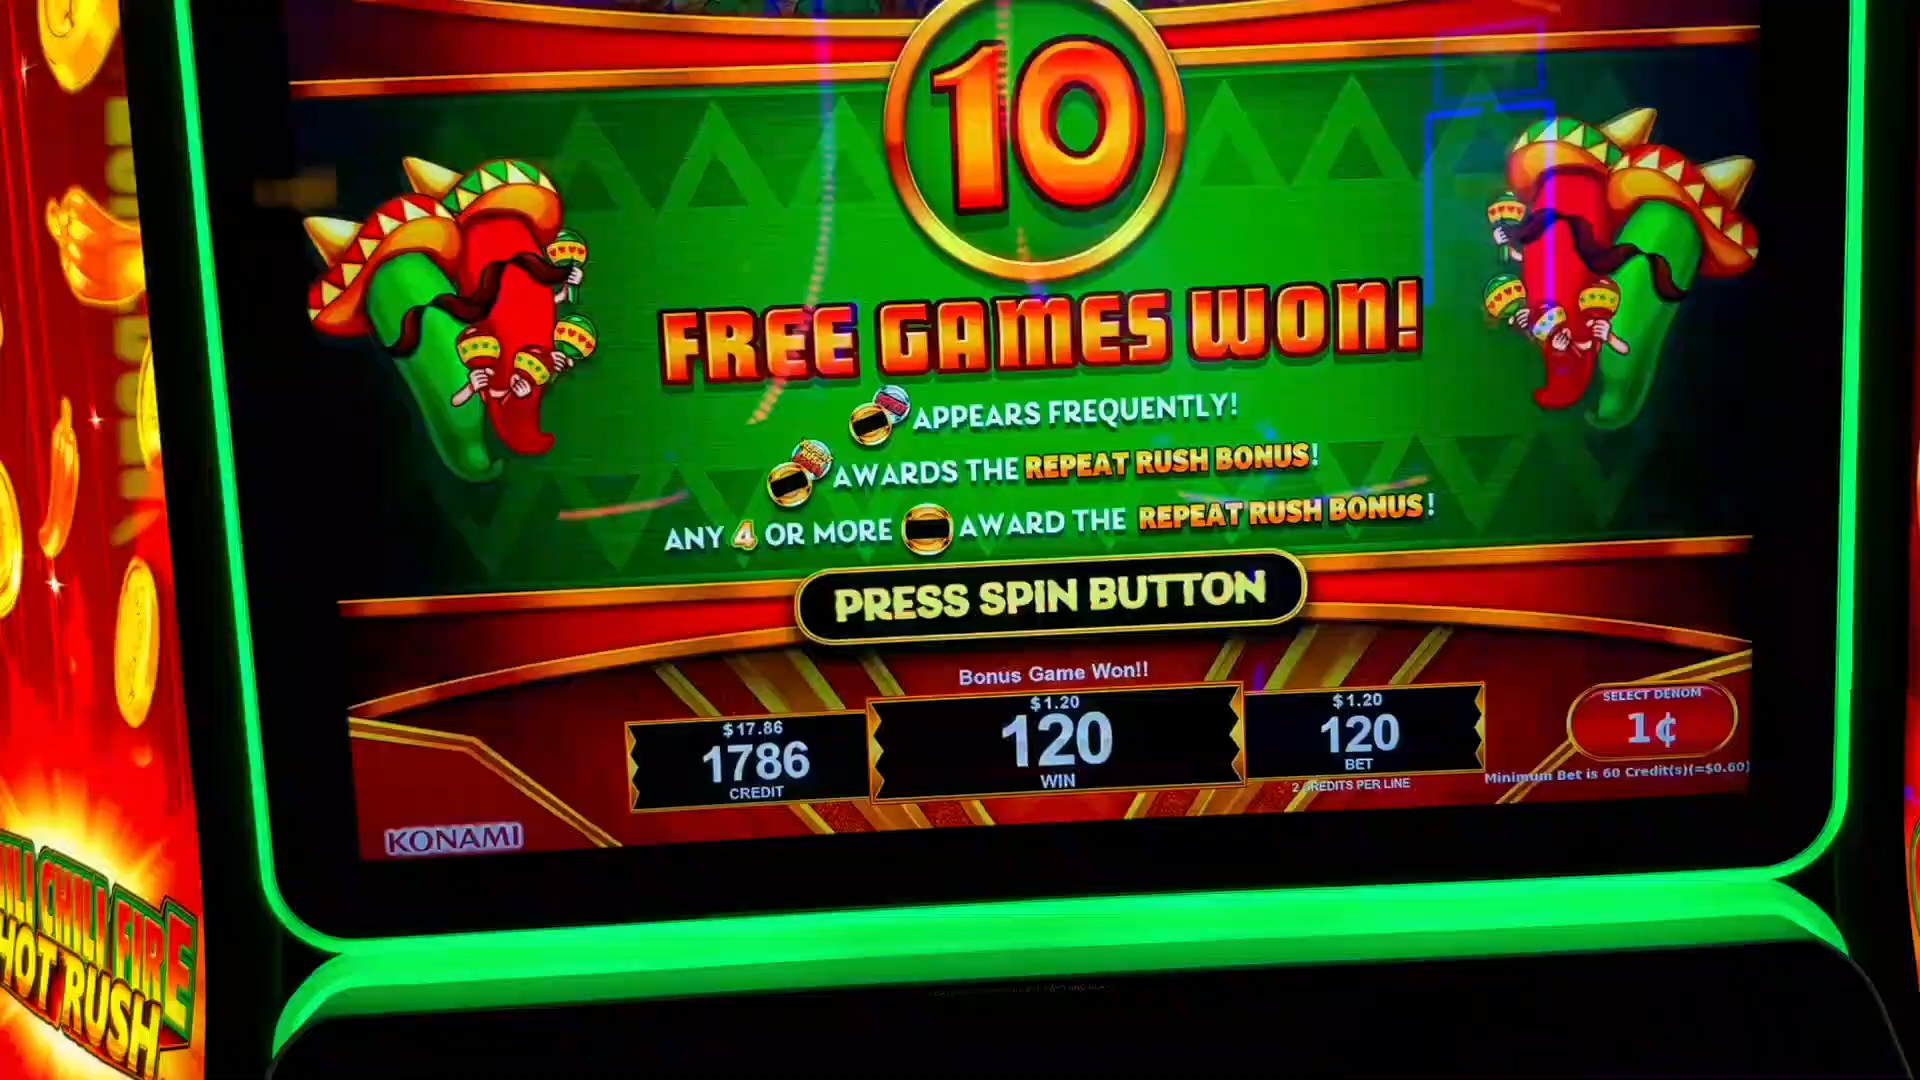 10
FREE GAMES WON!
APPEARS FREQUENTLY!
AWARDS THE REPEAT RUSH BONUS!
ANY 4 OR MORE AWARD THE REPEAT RUSH BONUS!
PRESS SPIN BUTTON
Bonus Game Won!!
$17.86
1786
CREDIT
$1.20
120
WIN
$1.20
120
BET
2 CREDITS PER LINE
SELECT DENOM
1¢
Minimum Bet is 60 Credit(s)(=$0.60)
KONAMI
CHILI FIRE
HOT RUSH